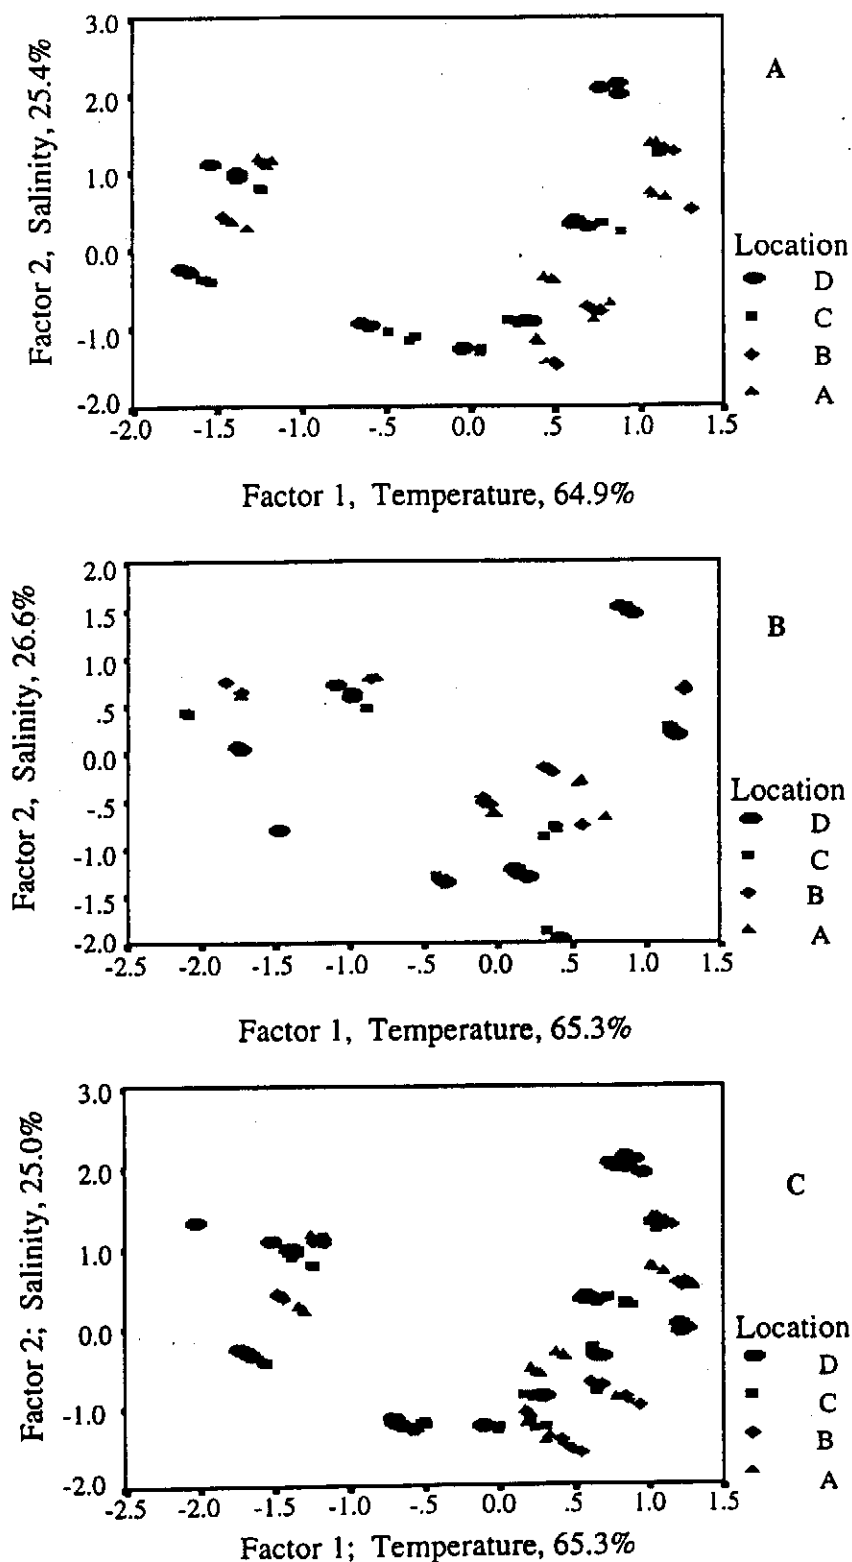 3.0
A
2.0
1.0
0.0
-1.0
-2.0
Factor 2, Salinity, 25.4%
Location
D
C
B
A
-2.0 -1.5 -1.0 -.5 0.0 .5 1.0 1.5
Factor 1, Temperature, 64.9%
2.0
B
1.5
1.0
.5
0.0
-.5
-1.0
-1.5
-2.0
Factor 2, Salinity, 26.6%
Location
D
C
B
A
-2.5 -2.0 -1.5 -1.0 -.5 0.0 .5 1.0 1.5
Factor 1, Temperature, 65.3%
3.0
C
2.0
1.0
0.0
-1.0
-2.0
Factor 2; Salinity, 25.0%
Location
D
C
B
A
-2.5 -2.0 -1.5 -1.0 -.5 0.0 .5 1.0 1.5
Factor 1; Temperature, 65.3%